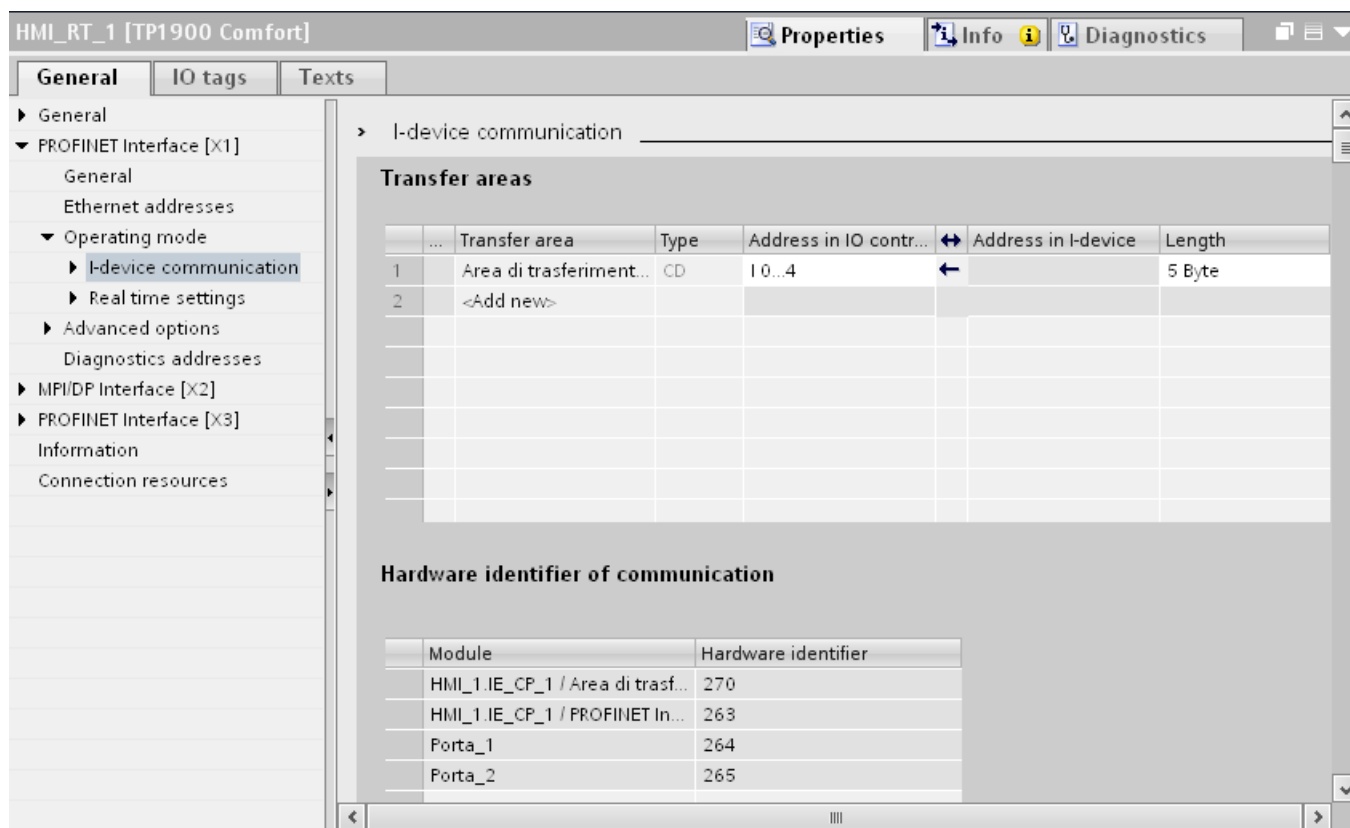 HMI_RT_1 [TP1900 Comfort]
Properties
Info
Diagnostics
General
IO tags
Texts
General
PROFINET Interface [X1]
General
Ethernet addresses
Operating mode
I-device communication
Real time settings
Advanced options
Diagnostics addresses
MPI/DP Interface [X2]
PROFINET Interface [X3]
Information
Connection resources
I-device communication
Transfer areas
... Transfer area Type Address in IO contr... ↔ Address in I-device Length
1 Area di trasferiment... CD I 0...4 ← 5 Byte
2 <Add new>
Hardware identifier of communication
Module Hardware identifier
HMI_1.IE_CP_1 / Area di trasf... 270
HMI_1.IE_CP_1 / PROFINET In... 263
Porta_1 264
Porta_2 265